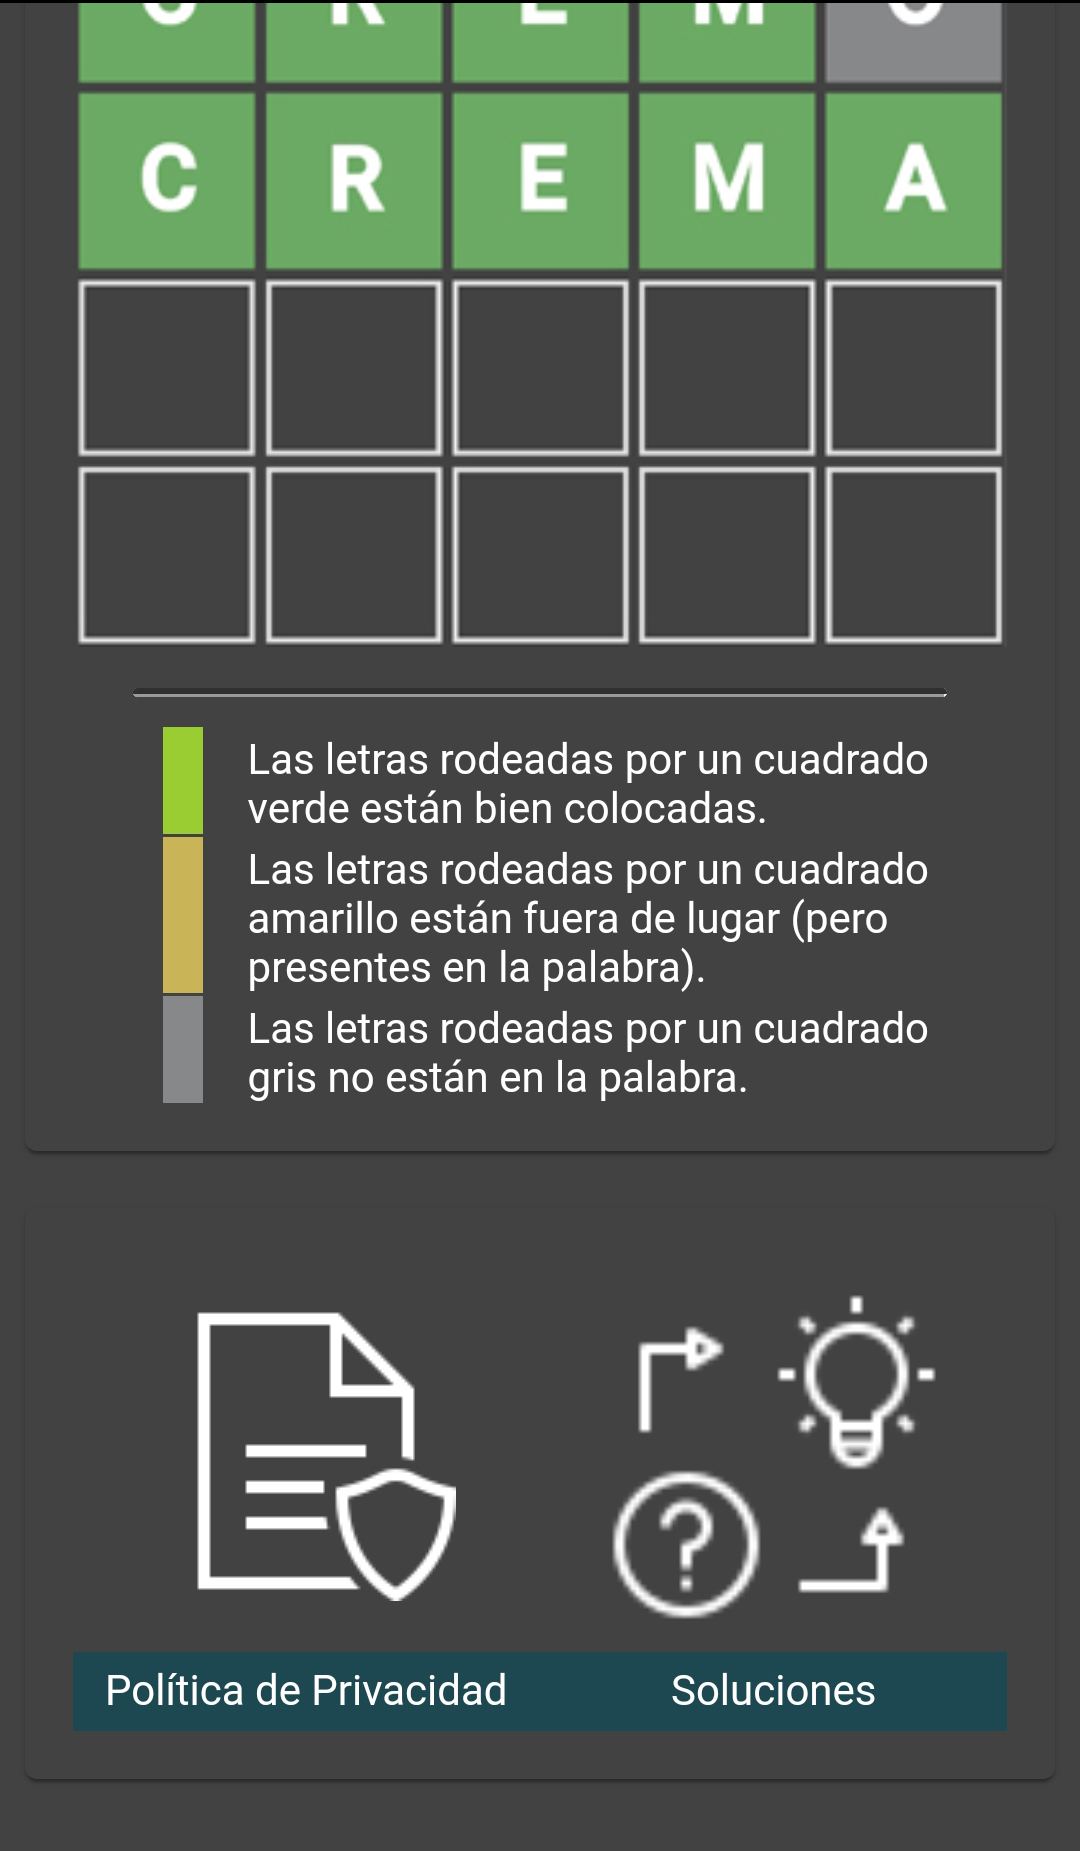 C R E M O
C R E M A
Las letras rodeadas por un cuadrado
verde están bien colocadas.
Las letras rodeadas por un cuadrado
amarillo están fuera de lugar (pero
presentes en la palabra).
Las letras rodeadas por un cuadrado
gris no están en la palabra.
?
Política de Privacidad
Soluciones